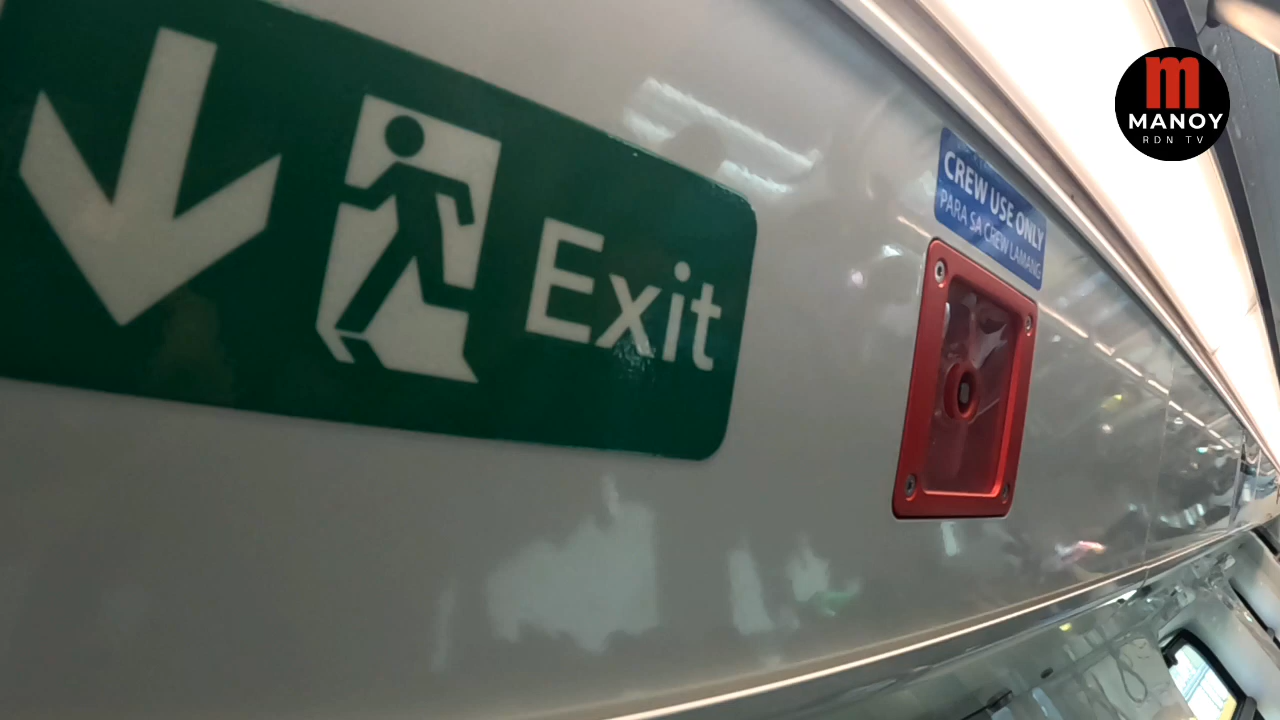 Exit
CREW USE ONLY
PARA SA CREW LAMANG
m
MANOY
RDN TV